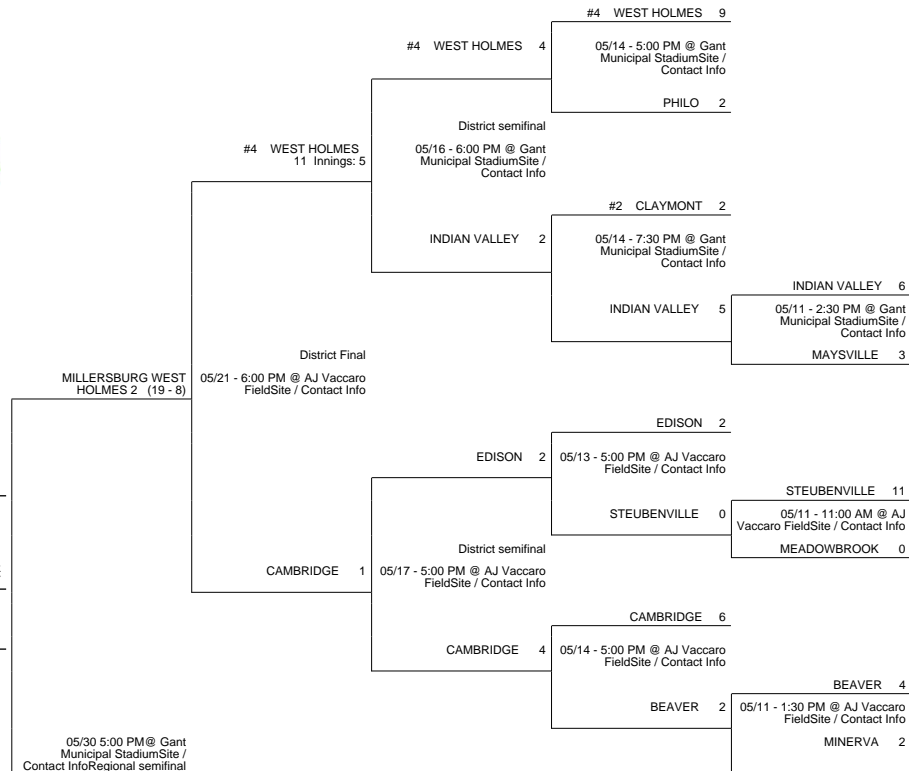 #4 WEST HOLMES 9
#4 WEST HOLMES 4
05/14 - 5:00 PM @ Gant
Municipal StadiumSite /
Contact Info
PHILO 2
District semifinal
#4 WEST HOLMES
11 Innings: 5
05/16 - 6:00 PM @ Gant
Municipal StadiumSite /
Contact Info
#2 CLAYMONT 2
INDIAN VALLEY 2
05/14 - 7:30 PM @ Gant
Municipal StadiumSite /
Contact Info
INDIAN VALLEY 6
INDIAN VALLEY 5
05/11 - 2:30 PM @ Gant
Municipal StadiumSite /
Contact Info
MAYSVILLE 3
District Final
MILLERSBURG WEST
HOLMES 2 (19 - 8)
05/21 - 6:00 PM @ AJ Vaccaro
FieldSite / Contact Info
EDISON 2
EDISON 2
05/13 - 5:00 PM @ AJ Vaccaro
FieldSite / Contact Info
STEUBENVILLE 11
STEUBENVILLE 0
05/11 - 11:00 AM @ AJ
Vaccaro FieldSite / Contact Info
MEADOWBROOK 0
District semifinal
CAMBRIDGE 1
05/17 - 5:00 PM @ AJ Vaccaro
FieldSite / Contact Info
CAMBRIDGE 6
CAMBRIDGE 4
05/14 - 5:00 PM @ AJ Vaccaro
FieldSite / Contact Info
BEAVER 4
BEAVER 2
05/11 - 1:30 PM @ AJ Vaccaro
FieldSite / Contact Info
MINERVA 2
05/30 5:00 PM@ Gant
Municipal StadiumSite /
Contact InfoRegional semifinal